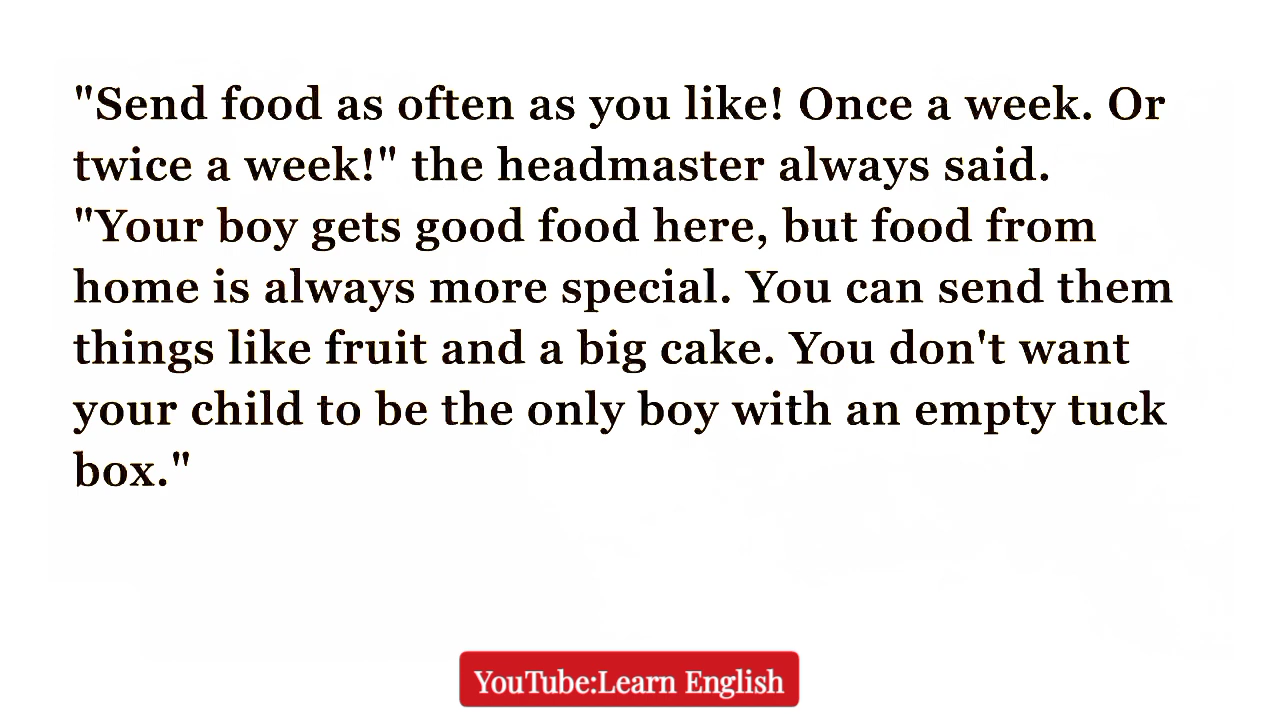 "Send food as often as you like! Once a week. Or
twice a week!" the headmaster always said.
"Your boy gets good food here, but food from
home is always more special. You can send them
things like fruit and a big cake. You don't want
your child to be the only boy with an empty tuck
box."
YouTube:Learn English